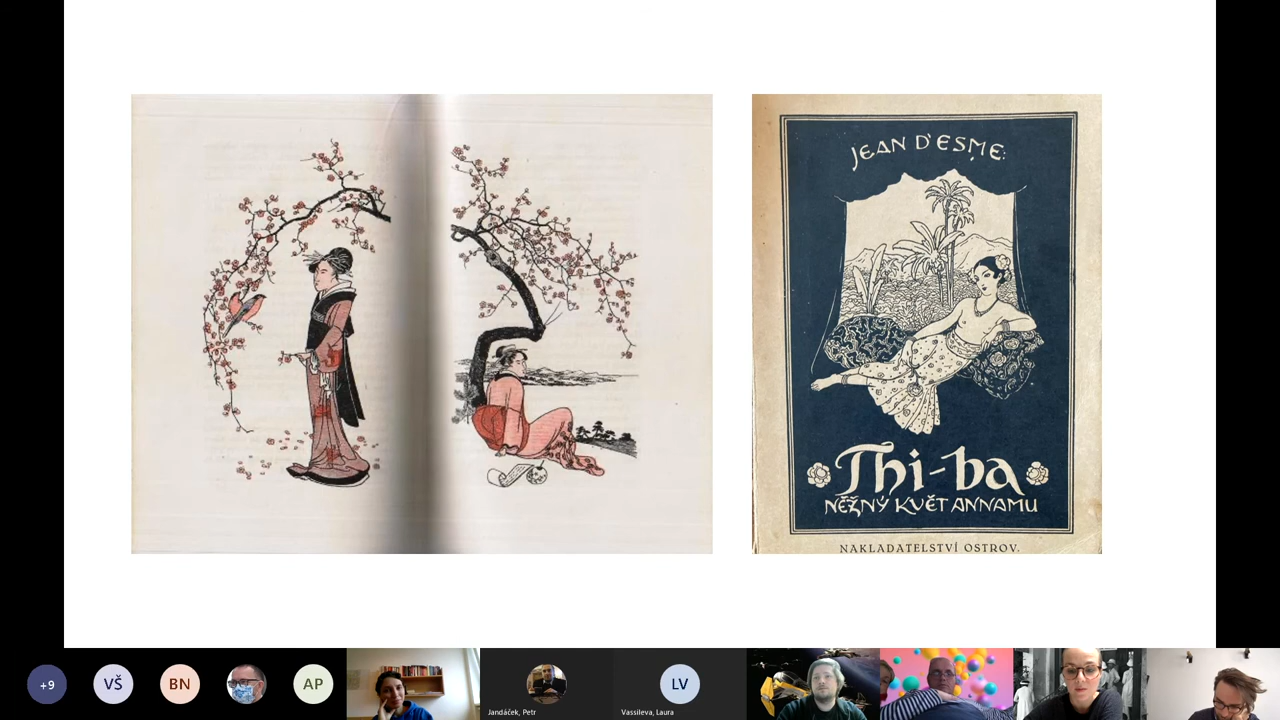 JEAN D'ESME:
Thi-ba
NĚŽNÝ KVĚT ANNAMU
NAKLADATELSTVÍ OSTROV.
+9
VŠ
BN
AP
Jandáček, Petr
LV
Vassileva, Laura